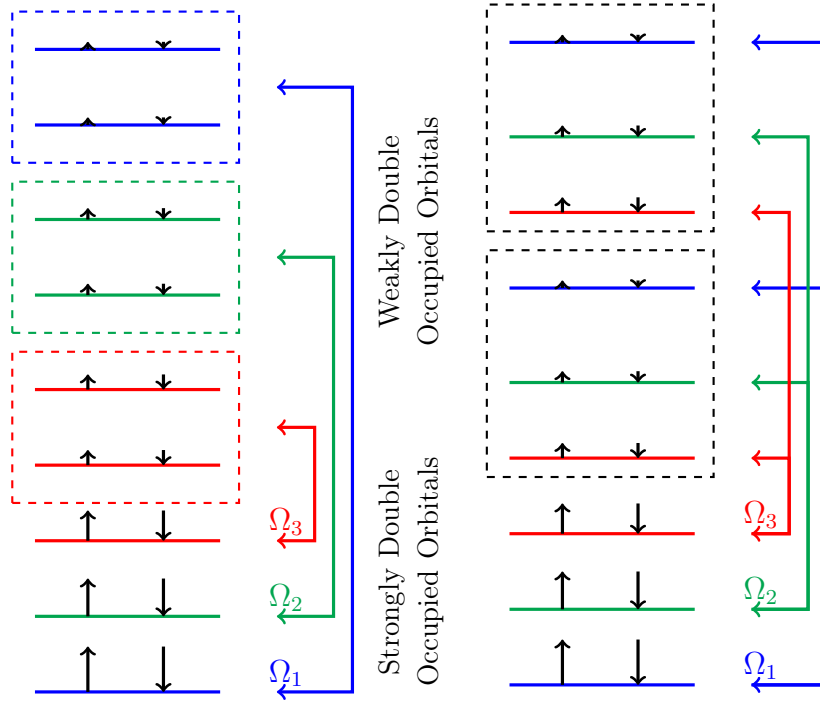 Weakly Double
Occupied Orbitals
Strongly Double
Occupied Orbitals
Ω₃
Ω₂
Ω₁
Ω₃
Ω₂
Ω₁